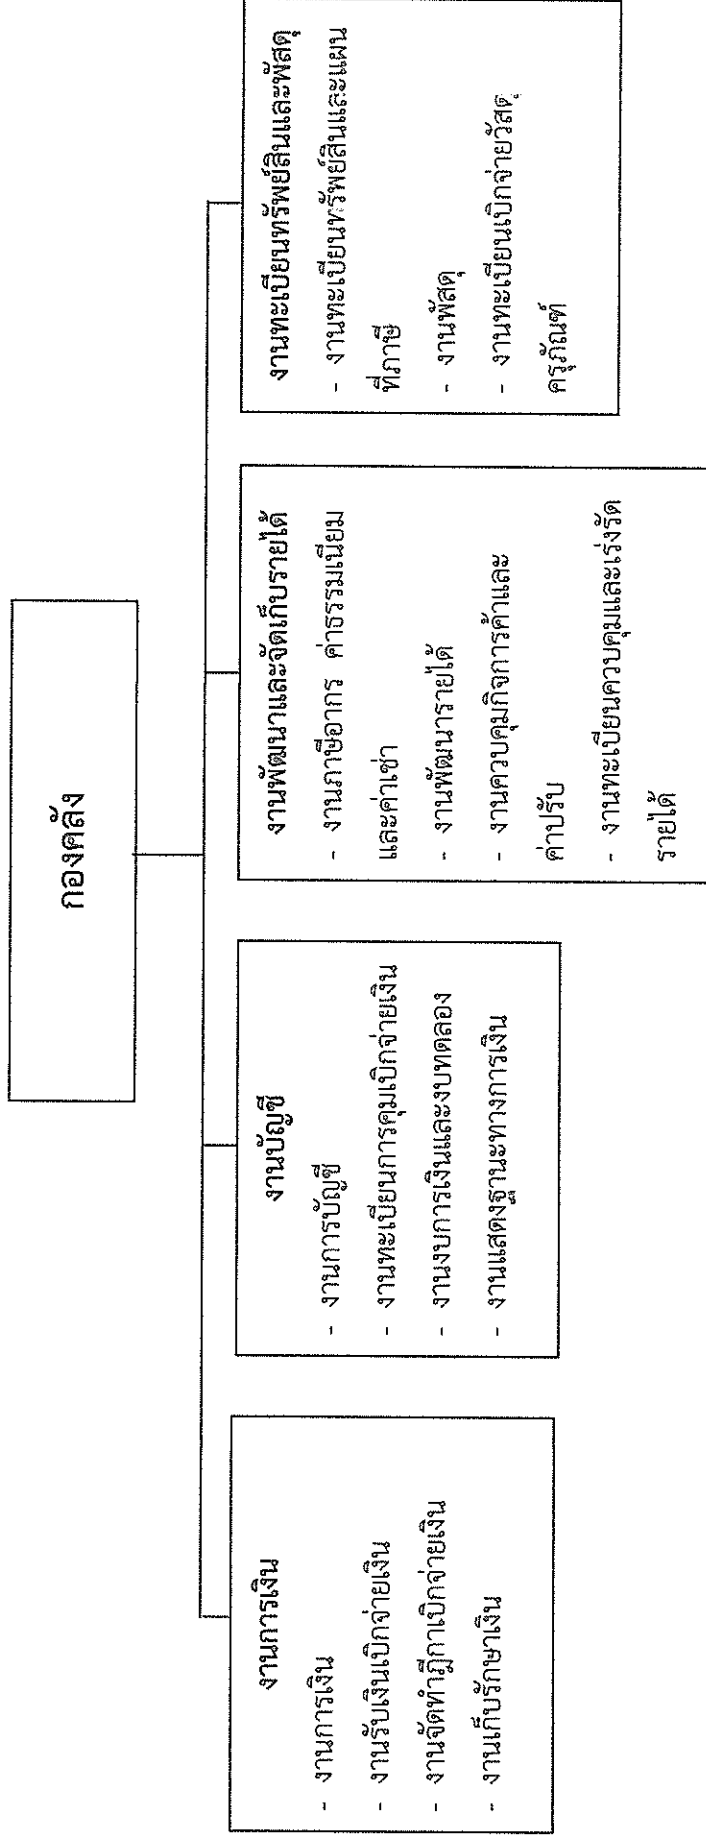 กองคลัง
งานการเงิน
- งานการเงิน
- งานรับเงินเบิกจ่ายเงิน
- งานจัดทำฎีกาเบิกจ่ายเงิน
- งานเก็บรักษาเงิน
งานบัญชี
- งานการบัญชี
- งานทะเบียนการคุมเบิกจ่ายเงิน
- งานงบการเงินและงบทดลอง
- งานแสดงฐานะทางการเงิน
งานพัฒนาและจัดเก็บรายได้
- งานภาษีอากร ค่าธรรมเนียม
และค่าเช่า
- งานพัฒนารายได้
- งานควบคุมกิจการค้าและ
ค่าปรับ
- งานทะเบียนควบคุมและเร่งรัด
รายได้
งานทะเบียนทรัพย์สินและพัสดุ
- งานทะเบียนทรัพย์สินและแผน
ที่ภาษี
- งานพัสดุ
- งานทะเบียนเบิกจ่ายวัสดุ
ครุภัณฑ์